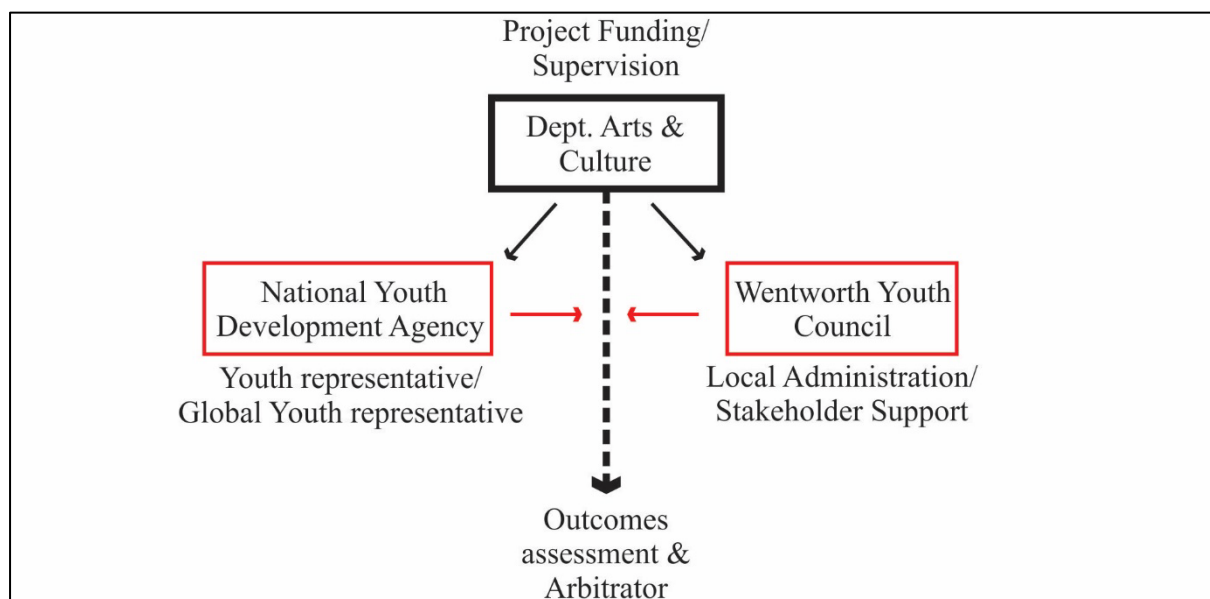 Project Funding/
Supervision
Dept. Arts &
Culture
National Youth
Development Agency
Youth representative/
Global Youth representative
Wentworth Youth
Council
Local Administration/
Stakeholder Support
Outcomes
assessment &
Arbitrator